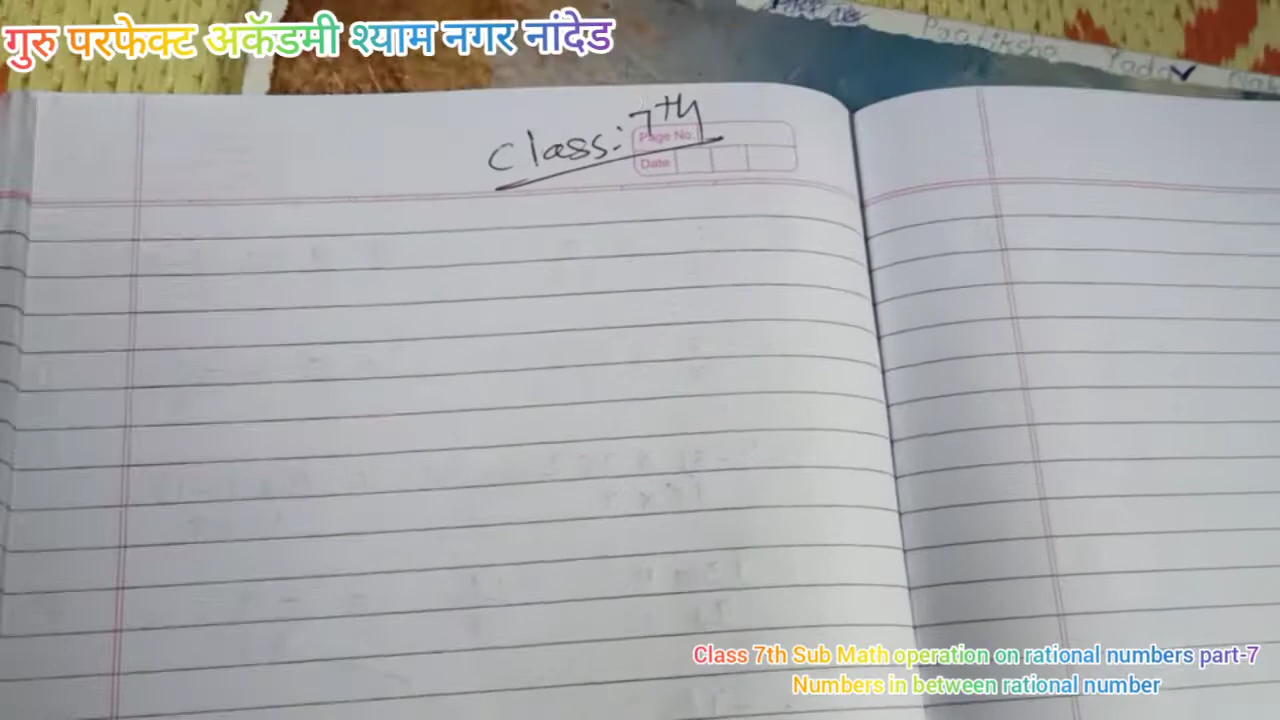 गुरु परफेक्ट अकॅडमी श्याम नगर नांदेड
Class: 7th
Page No.
Date
Class 7th Sub Math operation on rational numbers part-7
Numbers in between rational number